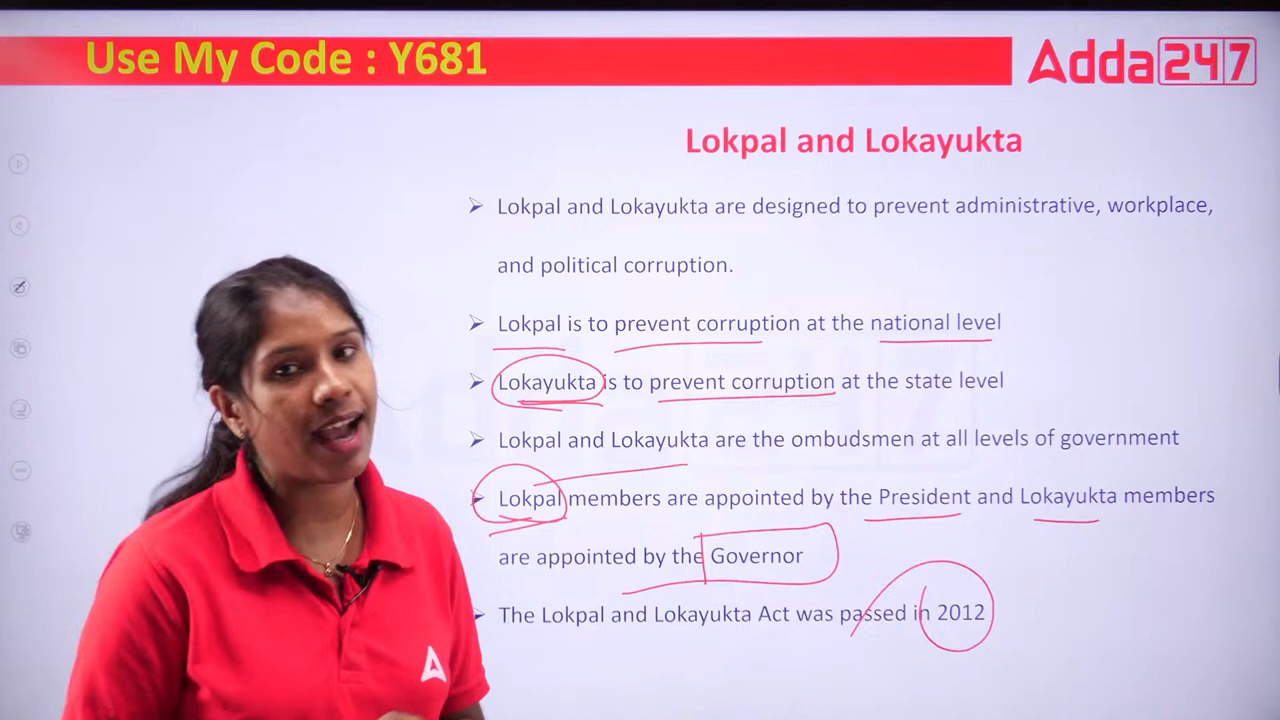 Use My Code : Y681
Adda247
Lokpal and Lokayukta
➢ Lokpal and Lokayukta are designed to prevent administrative, workplace,
and political corruption.
➢ Lokpal is to prevent corruption at the national level
➢ Lokayukta is to prevent corruption at the state level
➢ Lokpal and Lokayukta are the ombudsmen at all levels of government
➢ Lokpal members are appointed by the President and Lokayukta members
are appointed by the Governor
➢ The Lokpal and Lokayukta Act was passed in 2012